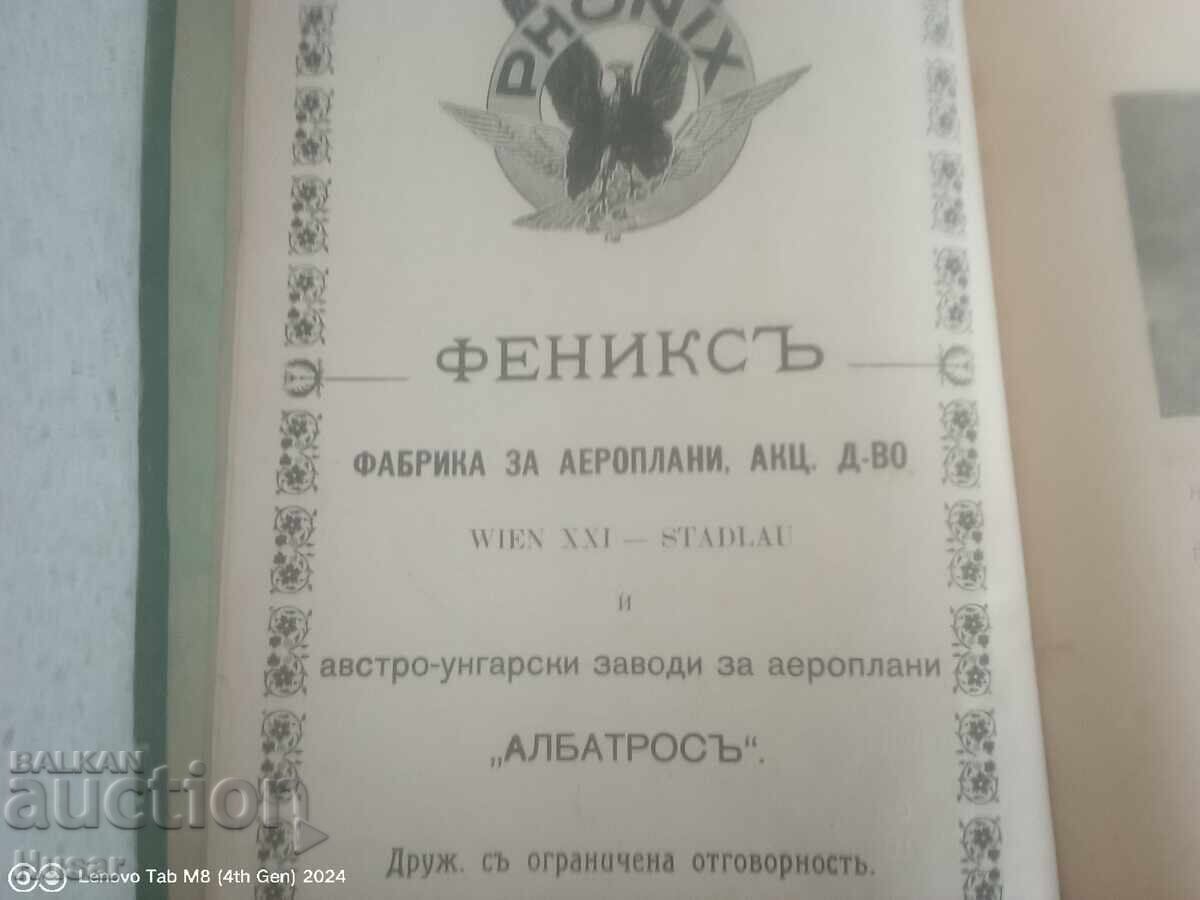 PHÖNIX
ФЕНИКСЪ
ФАБРИКА ЗА АЕРОПЛАНИ, АКЦ. Д-ВО
WIEN XXI — STADLAU
и
австро-унгарски заводи за аероплани
„АЛБАТРОСЪ“.
Друж. съ ограничена отговорность.
BALKAN
auction
Husar
Lenovo Tab M8 (4th Gen) 2024